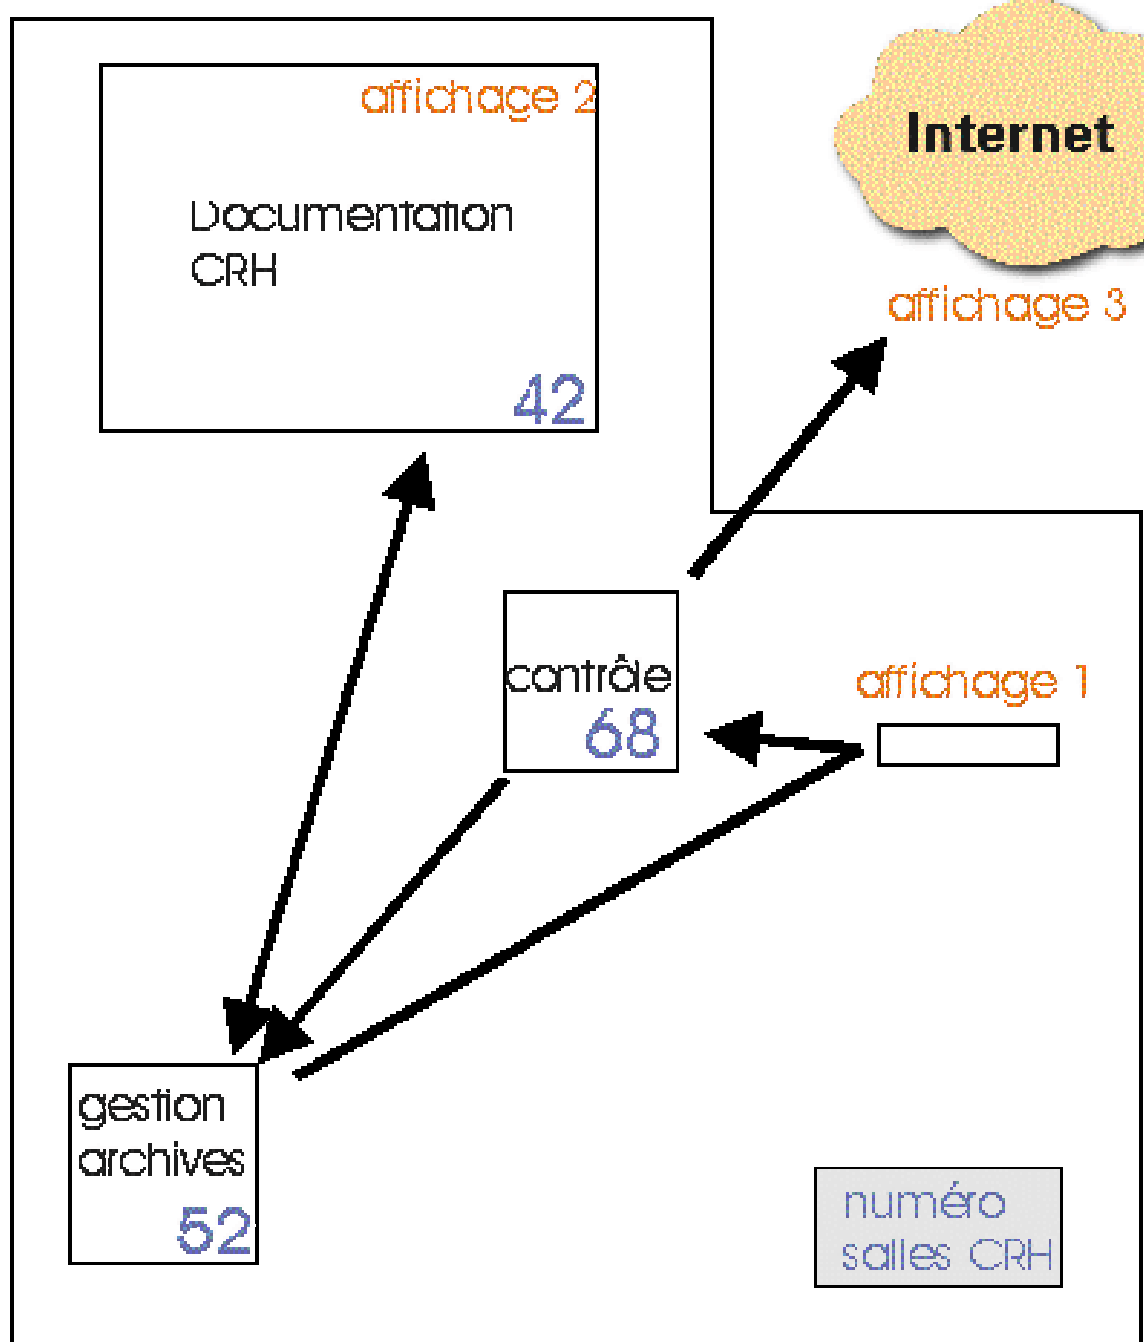 affichage 2
Documentation
CRH
42
Internet
affichage 3
contrôle
68
affichage 1
gestion
archives
52
numéro
salles CRH